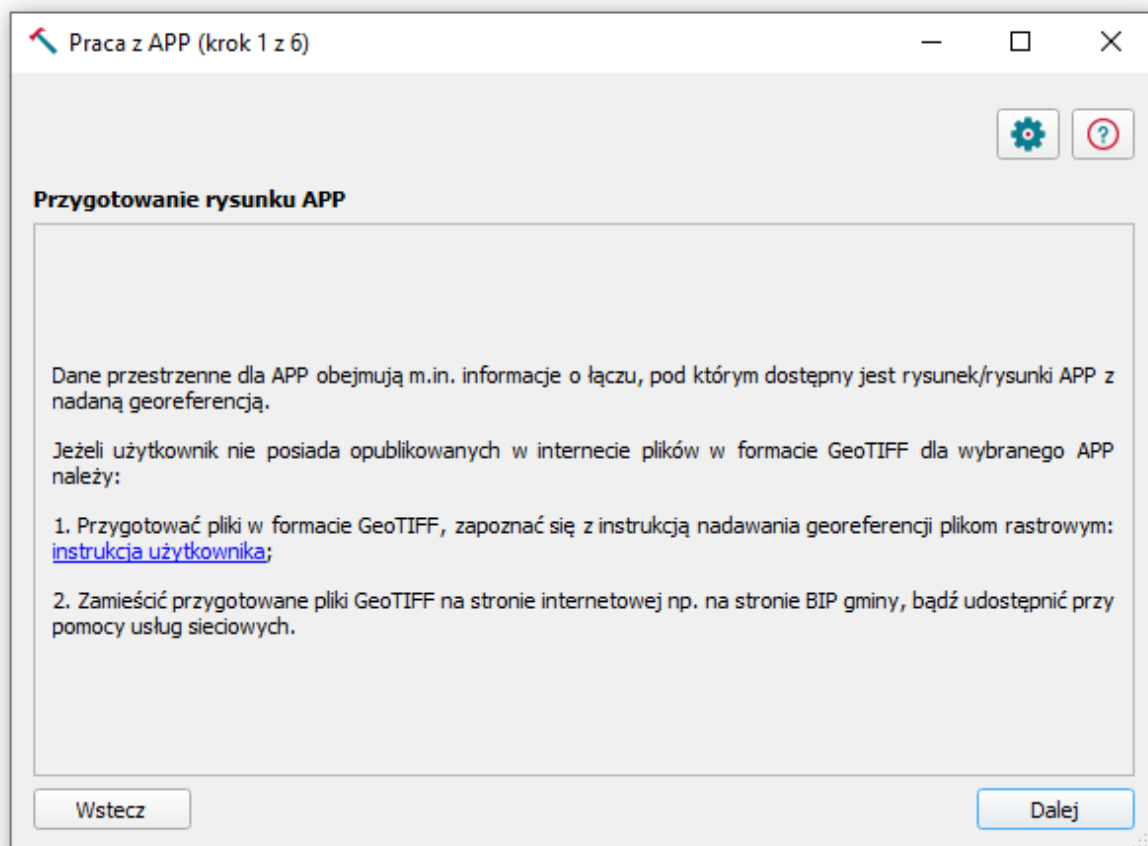 Praca z APP (krok 1 z 6)
Przygotowanie rysunku APP
Dane przestrzenne dla APP obejmują m.in. informacje o łączu, pod którym dostępny jest rysunek/rysunki APP z
nadaną georeferencją.
Jeżeli użytkownik nie posiada opublikowanych w internecie plików w formacie GeoTIFF dla wybranego APP
należy:
1. Przygotować pliki w formacie GeoTIFF, zapoznać się z instrukcją nadawania georeferencji plikom rastrowym:
instrukcja użytkownika;
2. Zamieścić przygotowane pliki GeoTIFF na stronie internetowej np. na stronie BIP gminy, bądź udostępnić przy
pomocy usług sieciowych.
Wstecz
Dalej